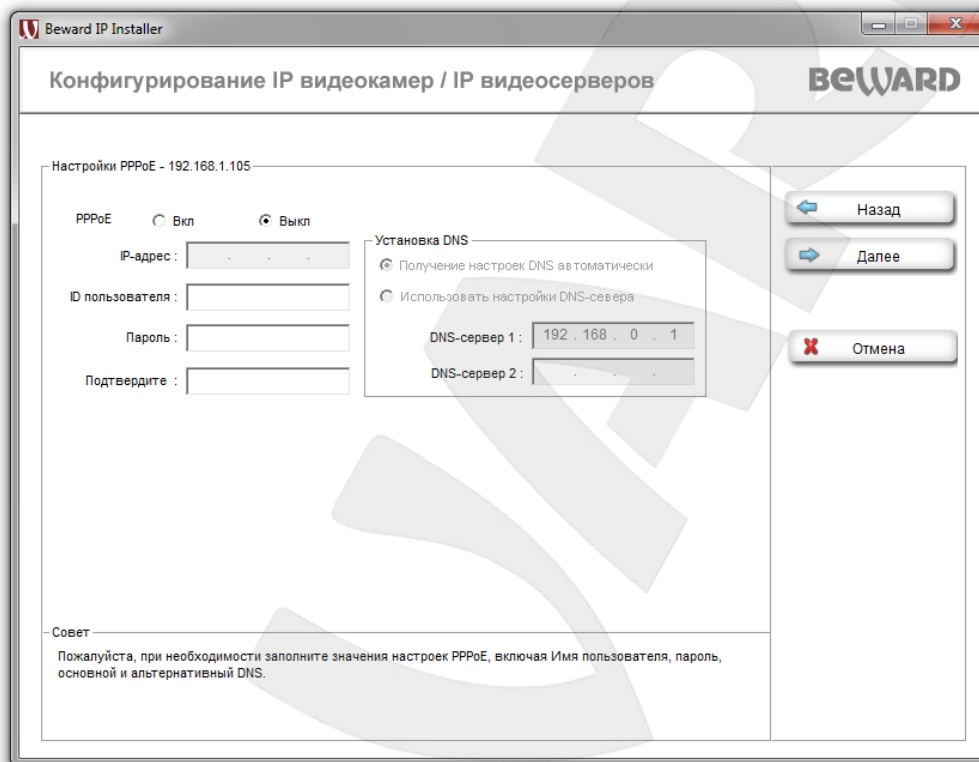 Beward IP Installer
Конфигурирование IP видеокамер / IP видеосерверов
BEWARD
Настройки PPPoE - 192.168.1.105
PPPoE Вкл Выкл
IP-адрес :
ID пользователя :
Пароль :
Подтвердите :
Установка DNS
Получение настроек DNS автоматически
Использовать настройки DNS-севера
DNS-сервер 1 : 192 . 168 . 0 . 1
DNS-сервер 2 :
Назад
Далее
Отмена
Совет
Пожалуйста, при необходимости заполните значения настроек PPPoE, включая Имя пользователя, пароль,
основной и альтернативный DNS.